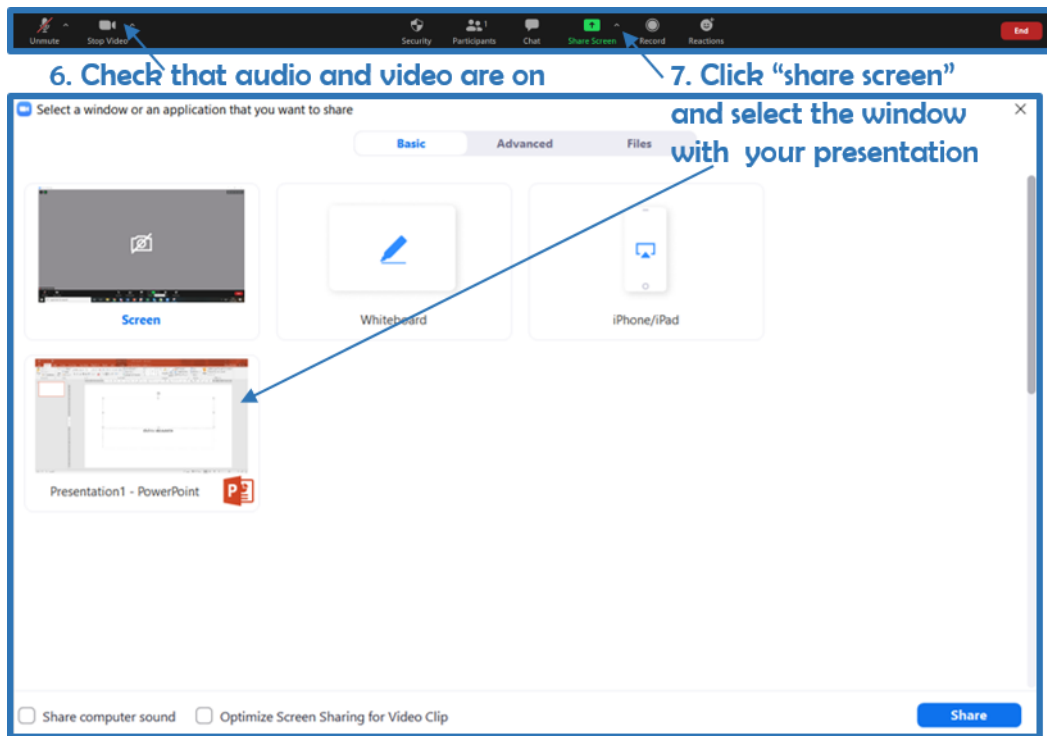 Unmute Stop Video Security Participants 1 Chat Share Screen Record Reactions End
6. Check that audio and video are on
7. Click “share screen”
and select the window
with your presentation
Select a window or an application that you want to share
Basic Advanced Files
Screen Whiteboard iPhone/iPad
Presentation1 - PowerPoint
Share computer sound Optimize Screen Sharing for Video Clip Share